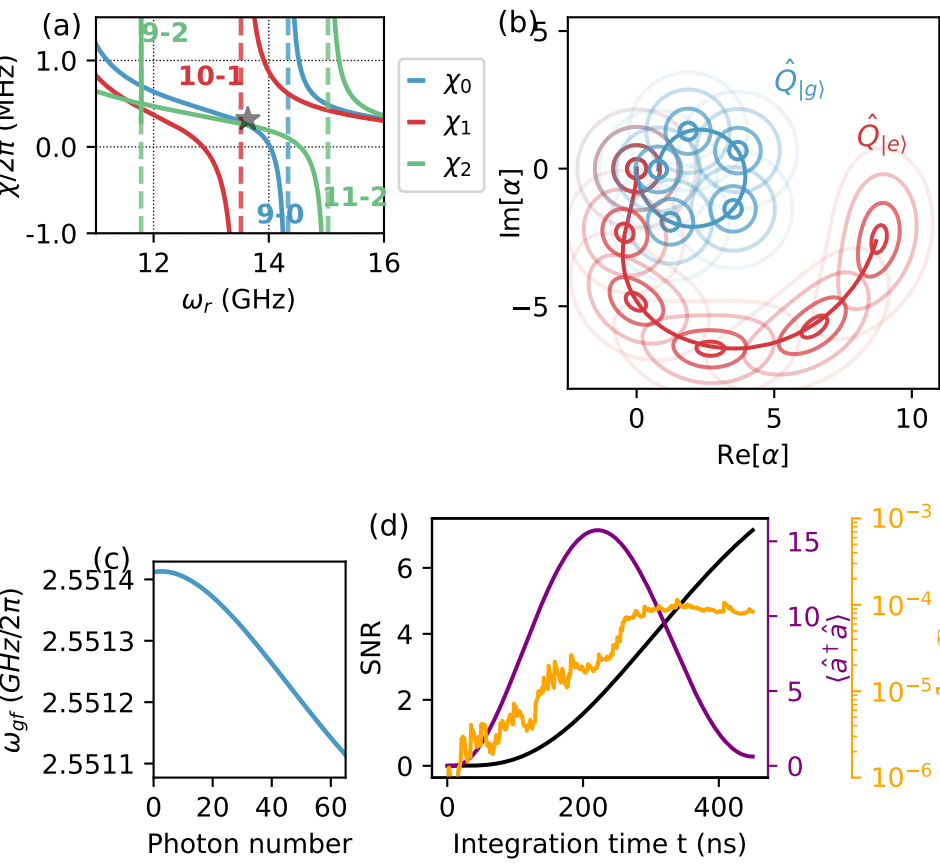 (a)
9-2
10-1
9-0
11-2
1.0
0.0
-1.0
χ/2π (MHz)
12
14
16
ω_r (GHz)
χ₀
χ₁
χ₂
(b)
5
0
−5
Im[α]
Q̂|g⟩
Q̂|e⟩
0
5
10
Re[α]
(c)
2.5514
2.5513
2.5512
2.5511
ω_gf (GHz/2π)
0
20
40
60
Photon number
(d)
6
4
2
0
SNR
0
200
400
Integration time t (ns)
15
10
5
0
⟨â†â⟩
10⁻³
10⁻⁴
10⁻⁵
10⁻⁶